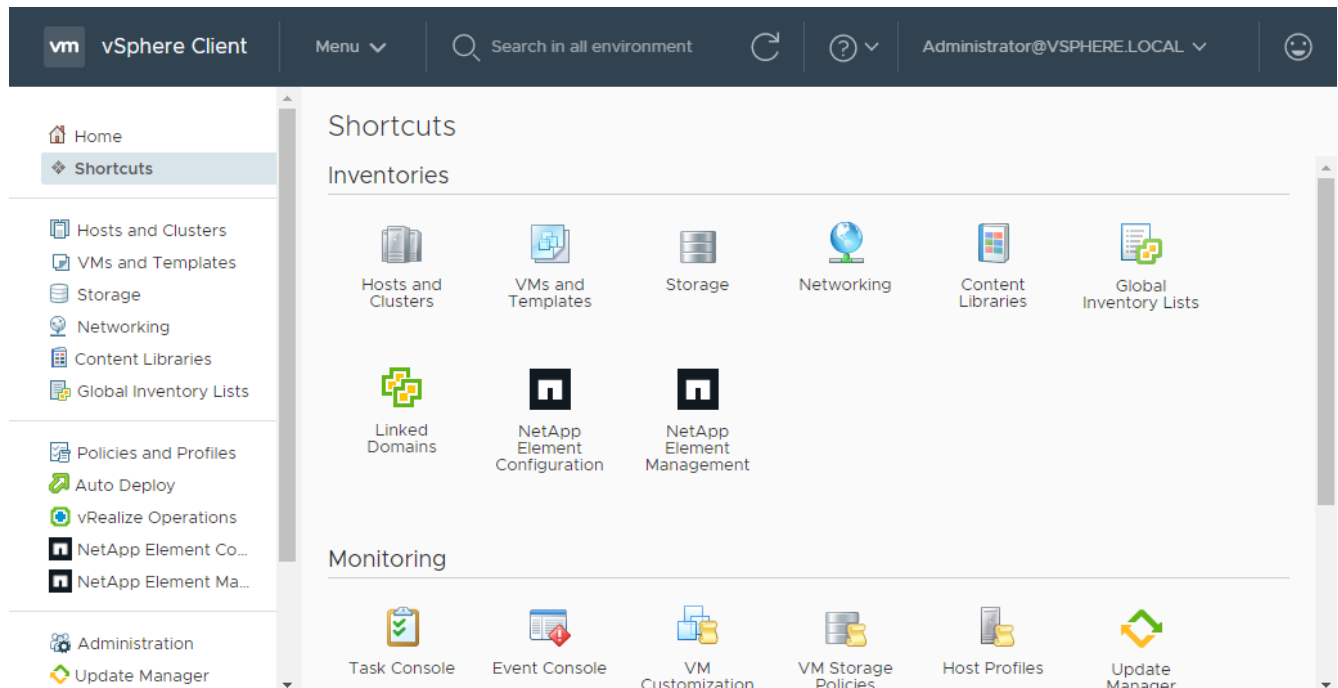 vm vSphere Client Menu Search in all environment Administrator@VSPHERE.LOCAL
Home
Shortcuts
Hosts and Clusters
VMs and Templates
Storage
Networking
Content Libraries
Global Inventory Lists
Policies and Profiles
Auto Deploy
vRealize Operations
NetApp Element Co...
NetApp Element Ma...
Administration
Update Manager
Shortcuts
Inventories
Hosts and
Clusters
VMs and
Templates
Storage
Networking
Content
Libraries
Global
Inventory Lists
Linked
Domains
NetApp
Element
Configuration
NetApp
Element
Management
Monitoring
Task Console
Event Console
VM
Customization
VM Storage
Policies
Host Profiles
Update
Manager